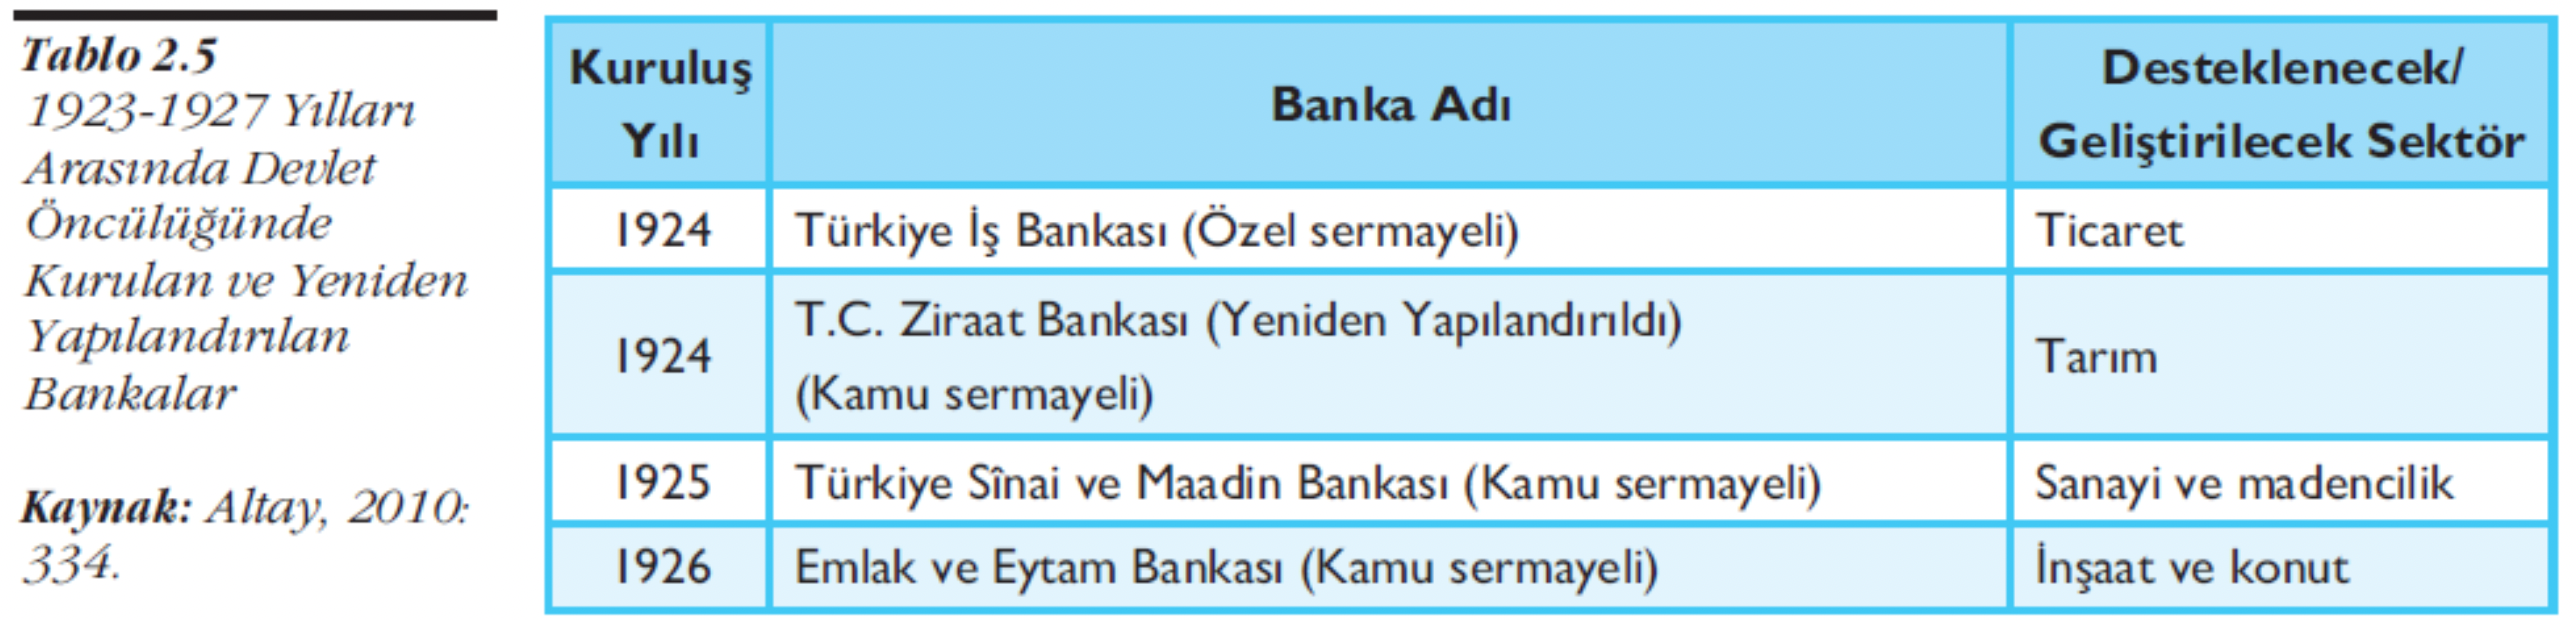 Tablo 2.5
1923-1927 Yılları
Arasında Devlet
Öncülüğünde
Kurulan ve Yeniden
Yapılandırılan
Bankalar
Kaynak: Altay, 2010:
334.
Kuruluş
Yılı
Banka Adı
Desteklenecek/
Geliştirilecek Sektör
1924
Türkiye İş Bankası (Özel sermayeli)
Ticaret
1924
T.C. Ziraat Bankası (Yeniden Yapılandırıldı)
(Kamu sermayeli)
Tarım
1925
Türkiye Sînai ve Maadin Bankası (Kamu sermayeli)
Sanayi ve madencilik
1926
Emlak ve Eytam Bankası (Kamu sermayeli)
İnşaat ve konut